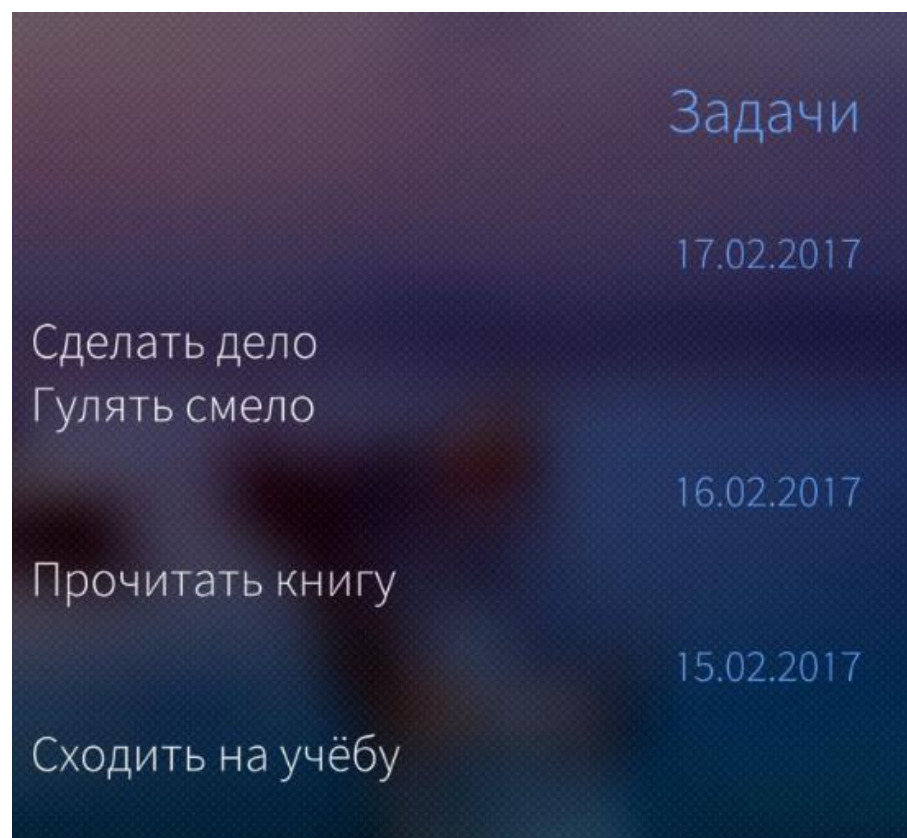 Задачи
17.02.2017
Сделать дело
Гулять смело
16.02.2017
Прочитать книгу
15.02.2017
Сходить на учёбу